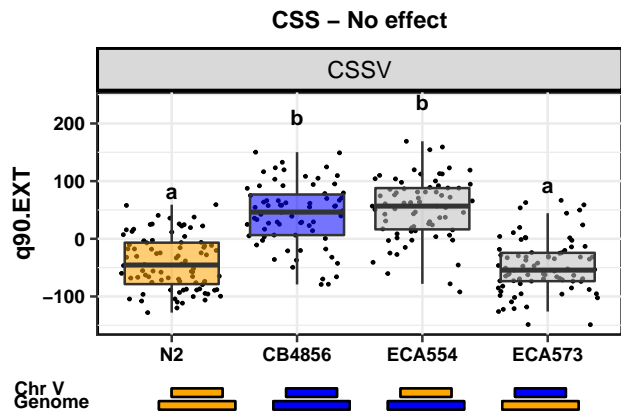 CSS − No effect
CSSV
q90.EXT
200
100
0
−100
a
b
b
a
N2 CB4856 ECA554 ECA573
Chr V
Genome